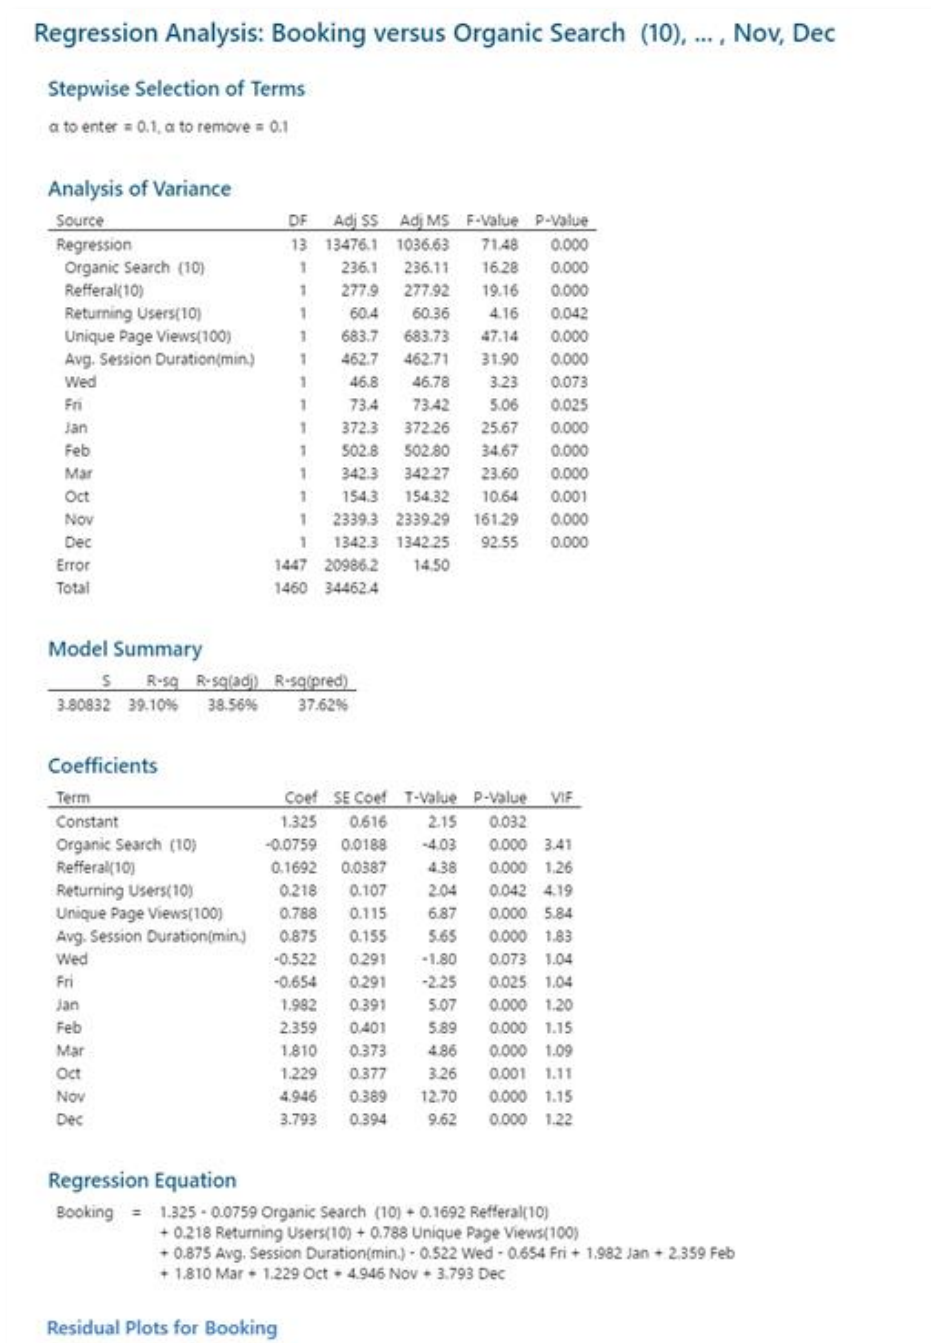 Regression Analysis: Booking versus Organic Search (10), ... , Nov, Dec
Stepwise Selection of Terms
α to enter = 0.1, α to remove = 0.1
Analysis of Variance
Source DF Adj SS Adj MS F-Value P-Value
Regression 13 13476.1 1036.63 71.48 0.000
Organic Search (10) 1 236.1 236.11 16.28 0.000
Refferal(10) 1 277.9 277.92 19.16 0.000
Returning Users(10) 1 60.4 60.36 4.16 0.042
Unique Page Views(100) 1 683.7 683.73 47.14 0.000
Avg. Session Duration(min.) 1 462.7 462.71 31.90 0.000
Wed 1 46.8 46.78 3.23 0.073
Fri 1 73.4 73.42 5.06 0.025
Jan 1 372.3 372.26 25.67 0.000
Feb 1 502.8 502.80 34.67 0.000
Mar 1 342.3 342.27 23.60 0.000
Oct 1 154.3 154.32 10.64 0.001
Nov 1 2339.3 2339.29 161.29 0.000
Dec 1 1342.3 1342.25 92.55 0.000
Error 1447 20986.2 14.50
Total 1460 34462.4
Model Summary
S R-sq R-sq(adj) R-sq(pred)
3.80832 39.10% 38.56% 37.62%
Coefficients
Term Coef SE Coef T-Value P-Value VIF
Constant 1.325 0.616 2.15 0.032
Organic Search (10) -0.0759 0.0188 -4.03 0.000 3.41
Refferal(10) 0.1692 0.0387 4.38 0.000 1.26
Returning Users(10) 0.218 0.107 2.04 0.042 4.19
Unique Page Views(100) 0.788 0.115 6.87 0.000 5.84
Avg. Session Duration(min.) 0.875 0.155 5.65 0.000 1.83
Wed -0.522 0.291 -1.80 0.073 1.04
Fri -0.654 0.291 -2.25 0.025 1.04
Jan 1.982 0.391 5.07 0.000 1.20
Feb 2.359 0.401 5.89 0.000 1.15
Mar 1.810 0.373 4.86 0.000 1.09
Oct 1.229 0.377 3.26 0.001 1.11
Nov 4.946 0.389 12.70 0.000 1.15
Dec 3.793 0.394 9.62 0.000 1.22
Regression Equation
Booking = 1.325 - 0.0759 Organic Search (10) + 0.1692 Refferal(10)
+ 0.218 Returning Users(10) + 0.788 Unique Page Views(100)
+ 0.875 Avg. Session Duration(min.) - 0.522 Wed - 0.654 Fri + 1.982 Jan + 2.359 Feb
+ 1.810 Mar + 1.229 Oct + 4.946 Nov + 3.793 Dec
Residual Plots for Booking